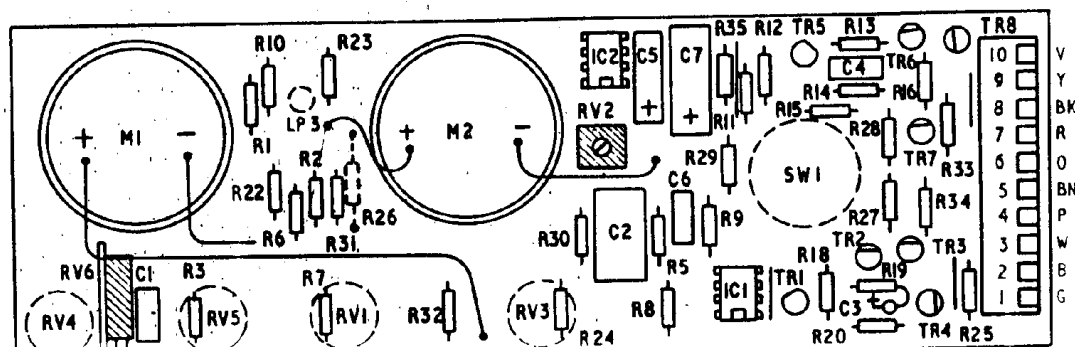 R10
R23
R35
R12
TR5
R13
TR8
IC2
C5
C7
TR6
C4
10 V
9 Y
8 BK
7 R
6 O
5 BN
4 P
3 W
2 B
1 G
R14
R16
LP3
RV2
R15
R11
+ M1 -
+ M2 -
R1
R2
R28
TR7
R33
R29
SW1
R22
C6
R6
R26
R31
R30
C2
R9
R27
R34
R5
TR2
TR3
RV6
C1
R3
R7
R18
R19
IC1
TR1
RV4
RV5
RV1
R32
RV3
R8
C3
R24
R20
TR4
R25
+
+